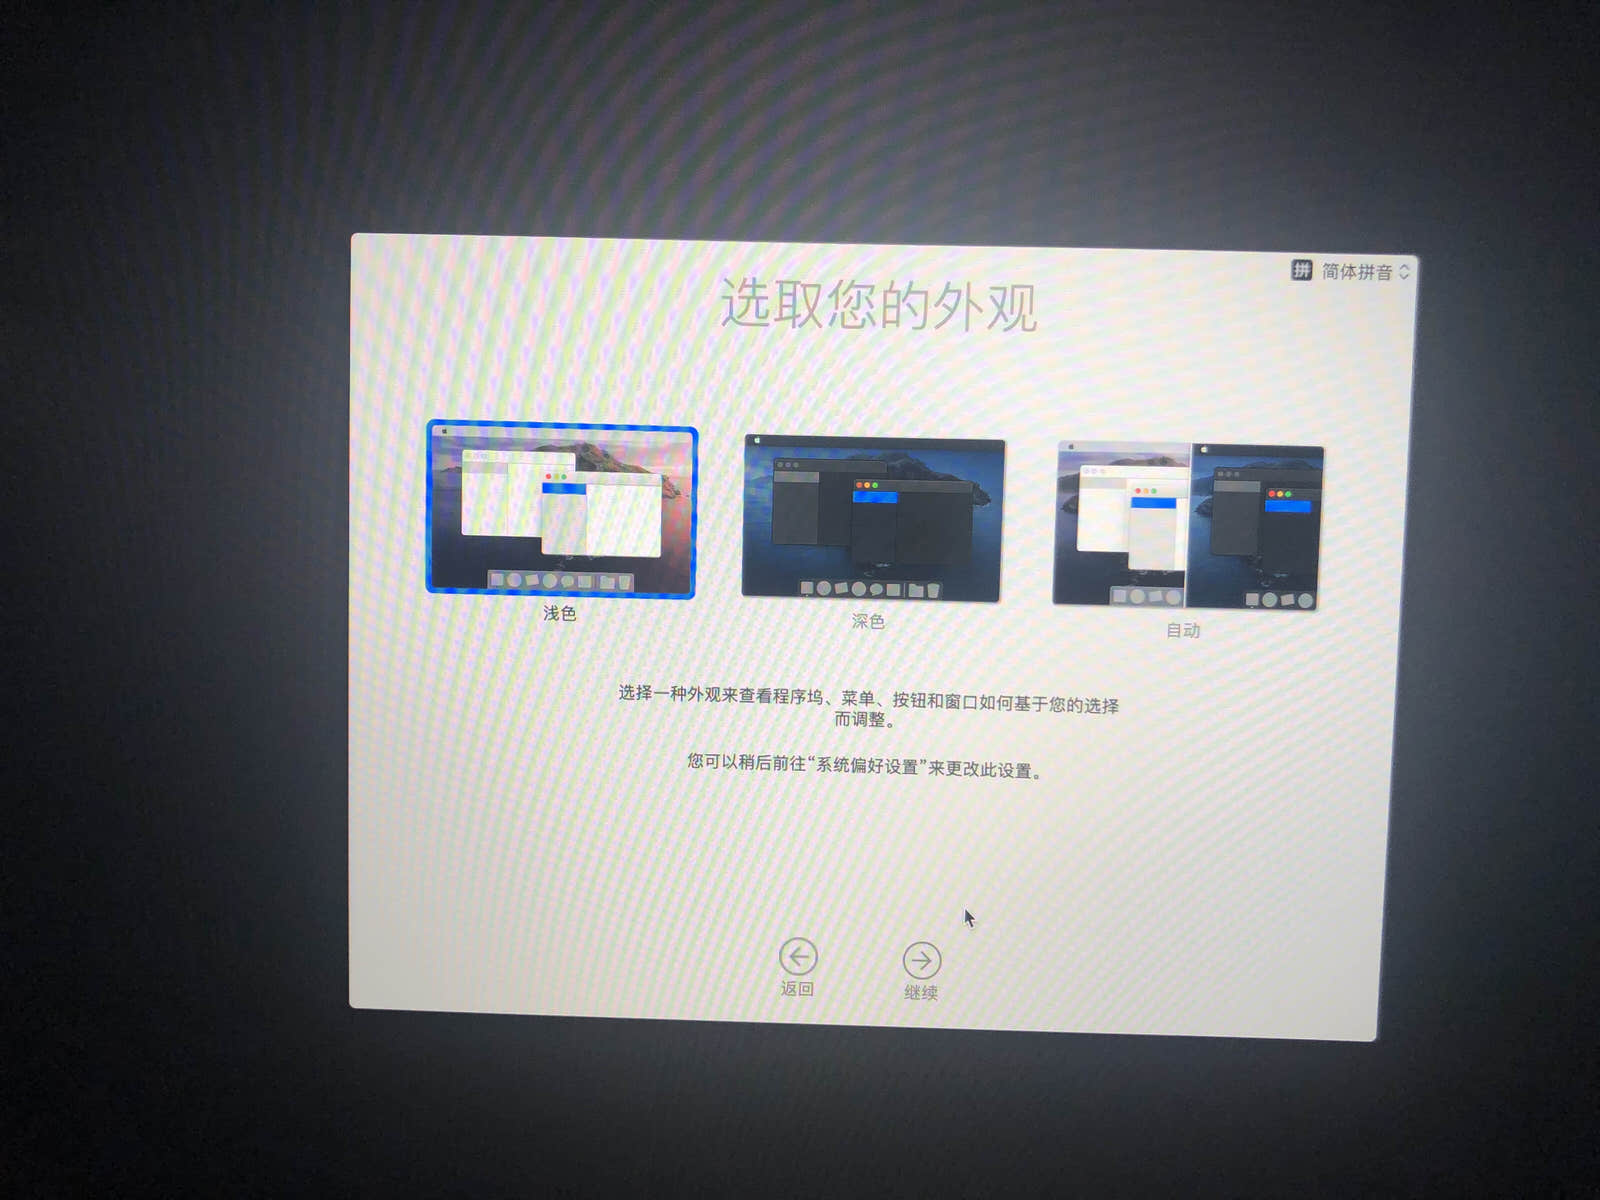 拼 简体拼音
选取您的外观
浅色
深色
自动
选择一种外观来查看程序坞、菜单、按钮和窗口如何基于您的选择
而调整。
您可以稍后前往“系统偏好设置”来更改此设置。
返回
继续